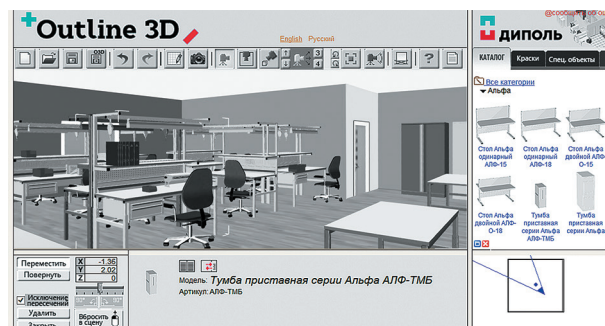 Outline 3D
English Русский
диполь
КАТАЛОГ Краски Спец. объекты
Все категории
Альфа
Стол Альфа одинарный АЛФ-15
Стол Альфа одинарный АЛФ-18
Стол Альфа двойной АЛФ-О-15
Стол Альфа двойной АЛФ-О-18
Тумба приставная серии Альфа АЛФ-ТМБ
Тумба приставная серии Альфа
Переместить
Повернуть
X -1.36
Y 2.02
Z 0
Исключение пересечений
Удалить
Закрыть
Вбросить в сцену
Модель: Тумба приставная серии Альфа АЛФ-ТМБ
Артикул: АЛФ-ТМБ